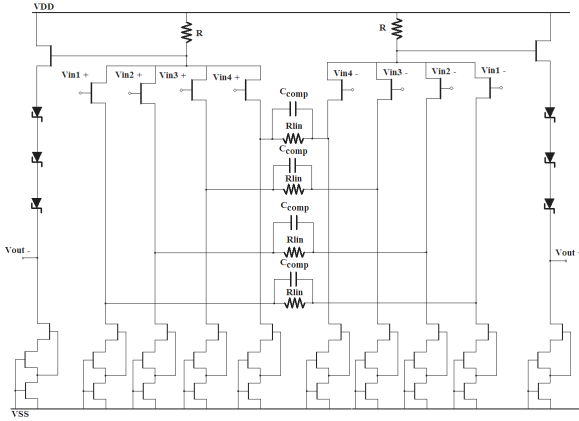 VDD
R
R
Vin1 +
Vin2 +
Vin3 +
Vin4 +
Vin4 -
Vin3 -
Vin2 -
Vin1 -
Ccomp
Rlin
Ccomp
Rlin
Ccomp
Rlin
Ccomp
Rlin
Vout -
Vout
VSS